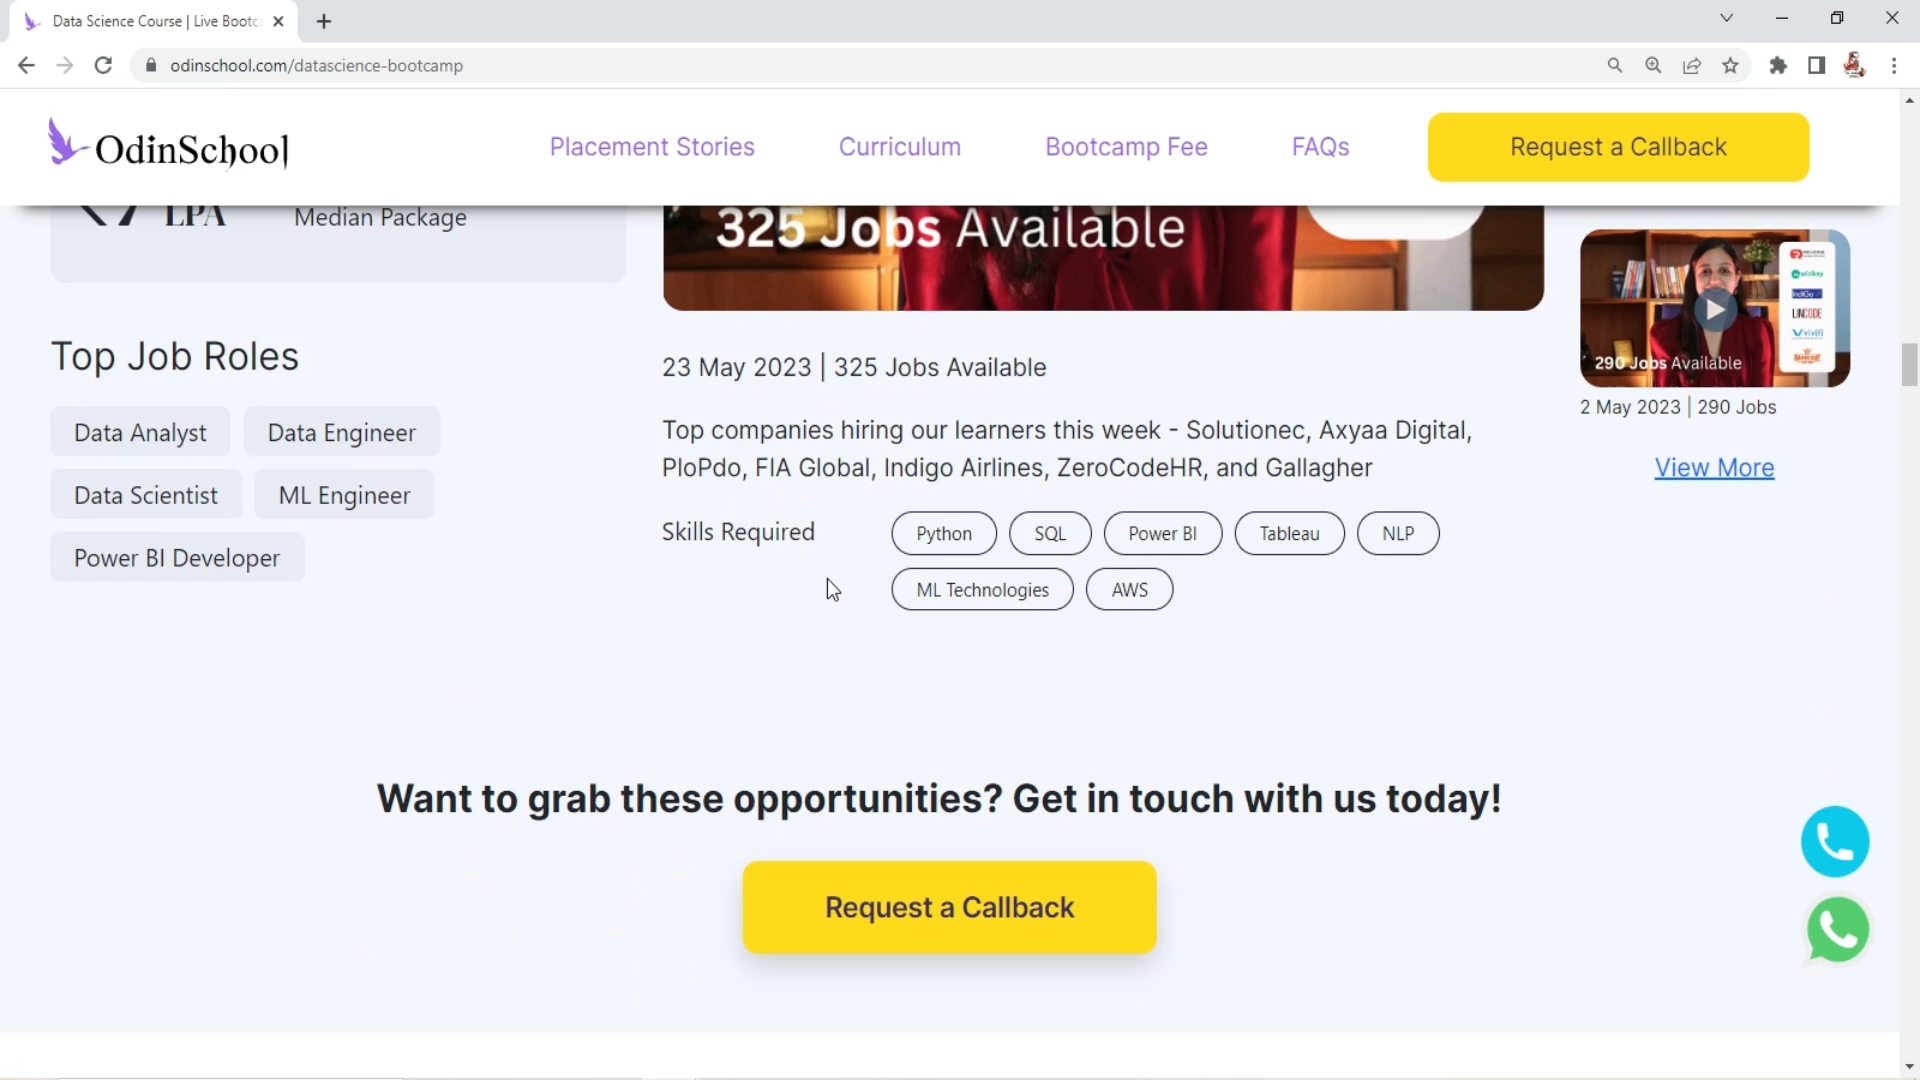 Data Science Course | Live Bootc
odinschool.com/datascience-bootcamp
OdinSchool
Placement Stories
Curriculum
Bootcamp Fee
FAQs
Request a Callback
LPA
Median Package
Top Job Roles
Data Analyst
Data Engineer
Data Scientist
ML Engineer
Power BI Developer
325 Jobs Available
23 May 2023 | 325 Jobs Available
Top companies hiring our learners this week - Solutionec, Axyaa Digital,
PloPdo, FIA Global, Indigo Airlines, ZeroCodeHR, and Gallagher
Skills Required
Python
SQL
Power BI
Tableau
NLP
ML Technologies
AWS
IndiGo
LINCODE
vivifi
290 Jobs Available
2 May 2023 | 290 Jobs
View More
Want to grab these opportunities? Get in touch with us today!
Request a Callback